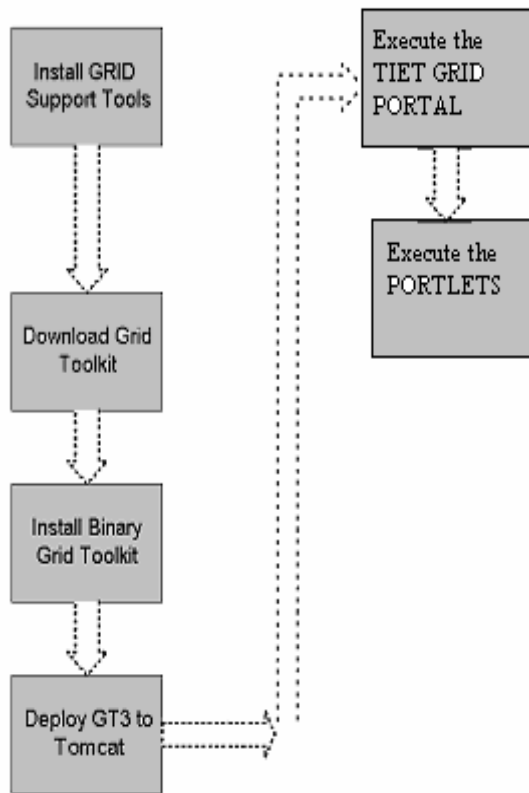 Install GRID
Support Tools
Download Grid
Toolkit
Install Binary
Grid Toolkit
Deploy GT3 to
Tomcat
Execute the
TIET GRID
PORTAL
Execute the
PORTLETS